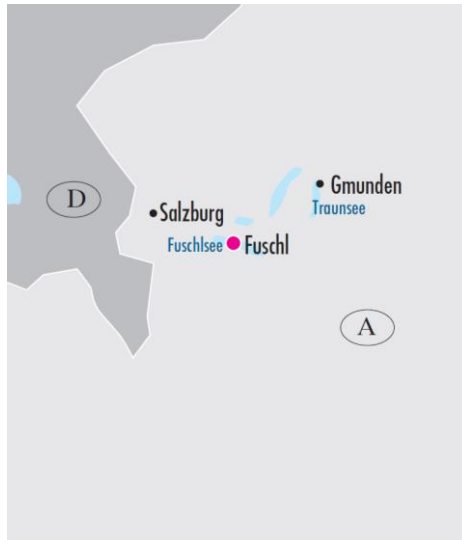 D
Gmunden
Traunsee
Salzburg
Fuschlsee
Fuschl
A